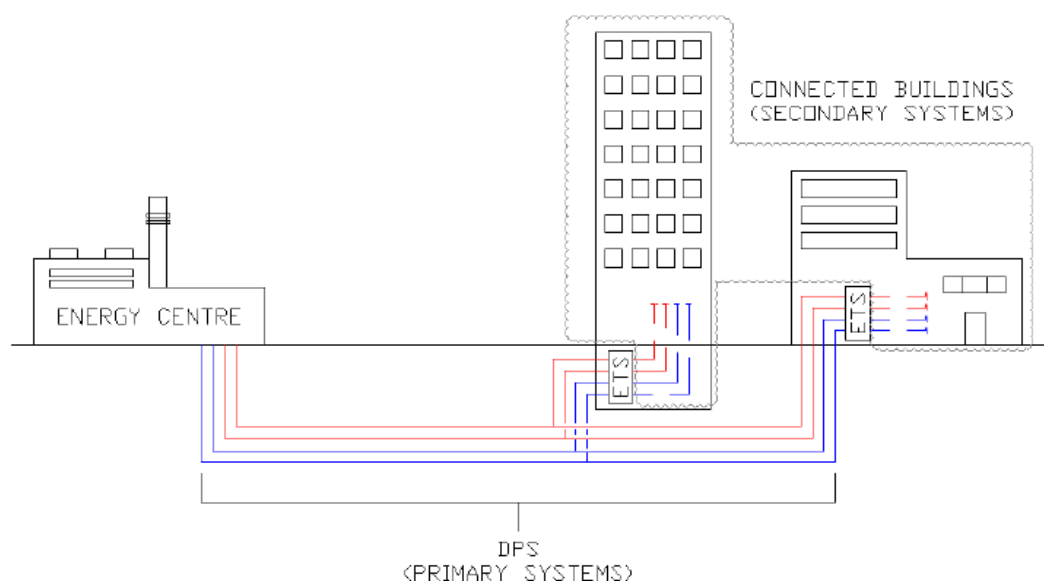 CONNECTED BUILDINGS
(SECONDARY SYSTEMS)
ENERGY CENTRE
ETS
ETS
DPS
(PRIMARY SYSTEMS)